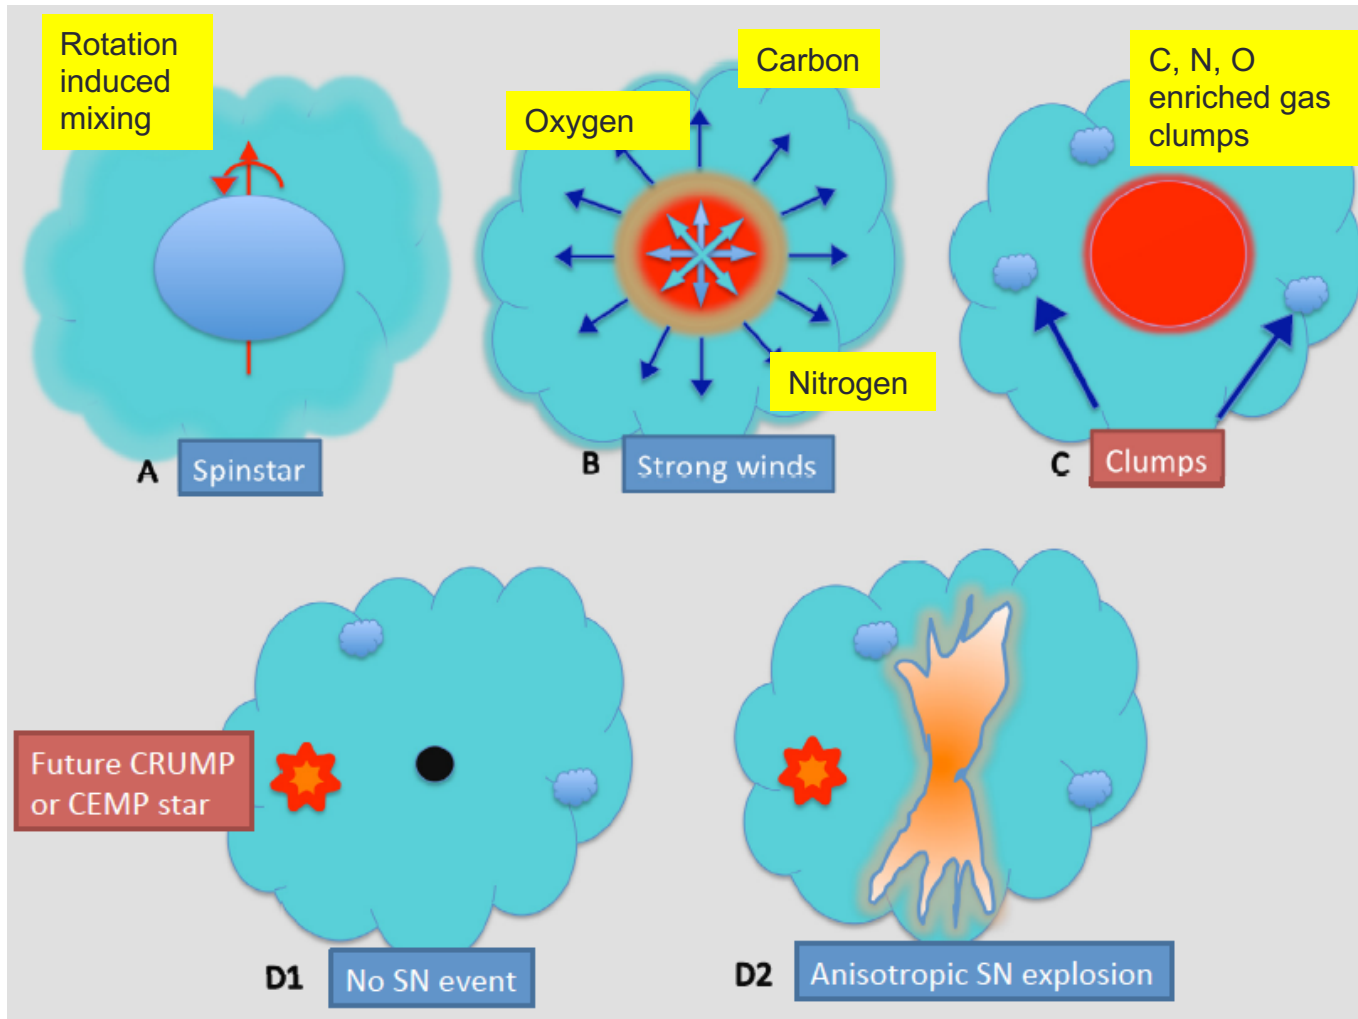 Rotation
induced
mixing
A
Spinstar
Carbon
Oxygen
Nitrogen
B
Strong winds
C, N, O
enriched gas
clumps
C
Clumps
Future CRUMP
or CEMP star
D1
No SN event
D2
Anisotropic SN explosion